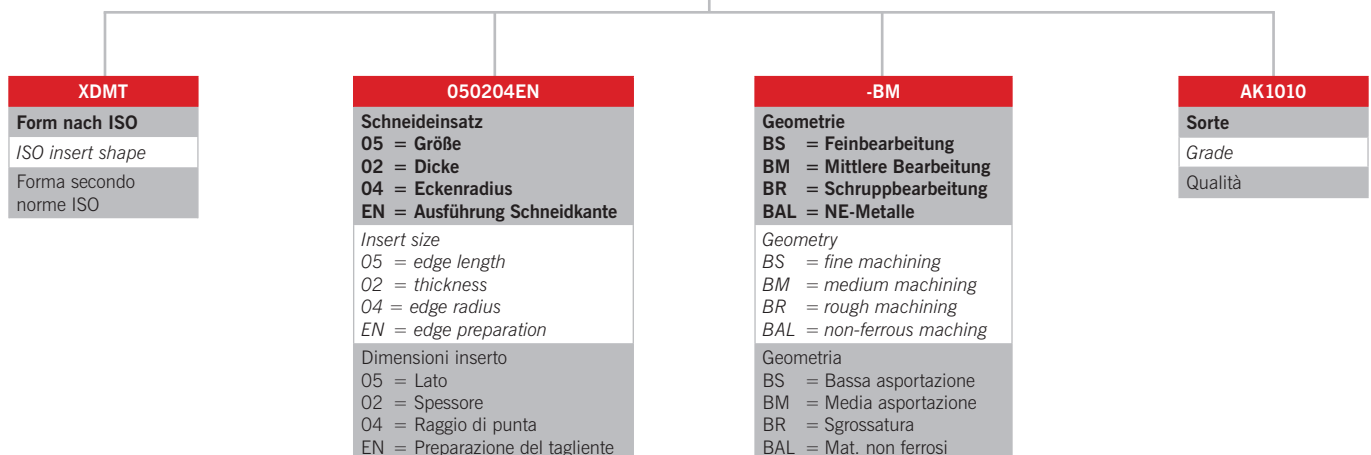 XDMT
Form nach ISO
ISO insert shape
Forma secondo
norme ISO
050204EN
Schneideinsatz
05 = Größe
02 = Dicke
04 = Eckenradius
EN = Ausführung Schneidkante
Insert size
05 = edge length
02 = thickness
04 = edge radius
EN = edge preparation
Dimensioni inserto
05 = Lato
02 = Spessore
04 = Raggio di punta
EN = Preparazione del tagliente
-BM
Geometrie
BS = Feinbearbeitung
BM = Mittlere Bearbeitung
BR = Schruppbearbeitung
BAL = NE-Metalle
Geometry
BS = fine machining
BM = medium machining
BR = rough machining
BAL = non-ferrous maching
Geometria
BS = Bassa asportazione
BM = Media asportazione
BR = Sgrossatura
BAL = Mat. non ferrosi
AK1010
Sorte
Grade
Qualità